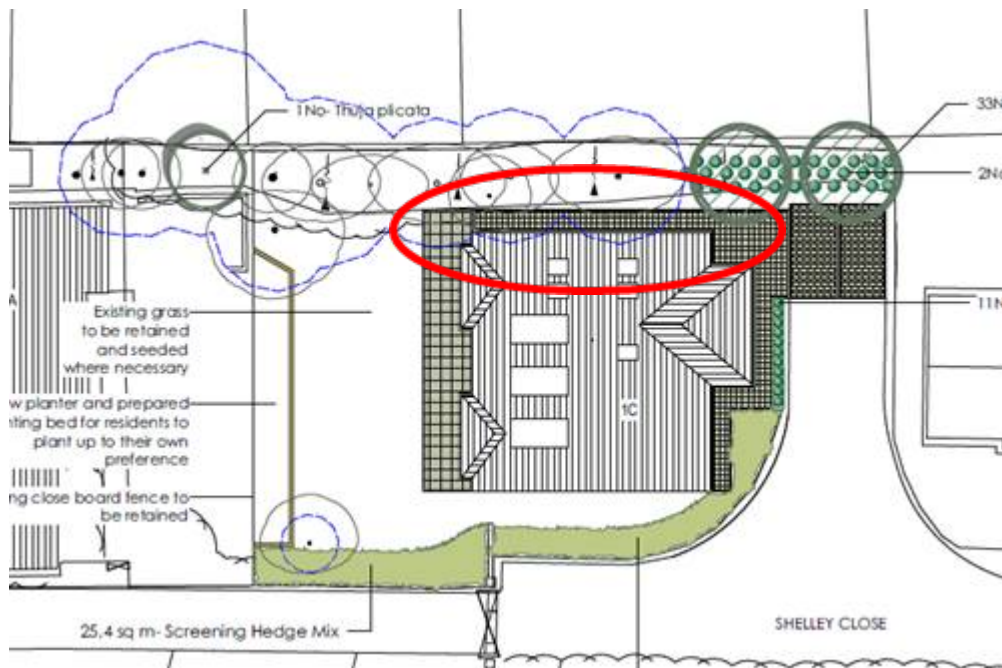 1No- Thuja plicata
33N
2No
Existing grass
to be retained
and seeded
where necessary
11N
w planter and prepared
nting bed for residents to
plant up to their own
preference
1C
ng close board fence to
be retained
25,4 sq m- Screening Hedge Mix
SHELLEY CLOSE